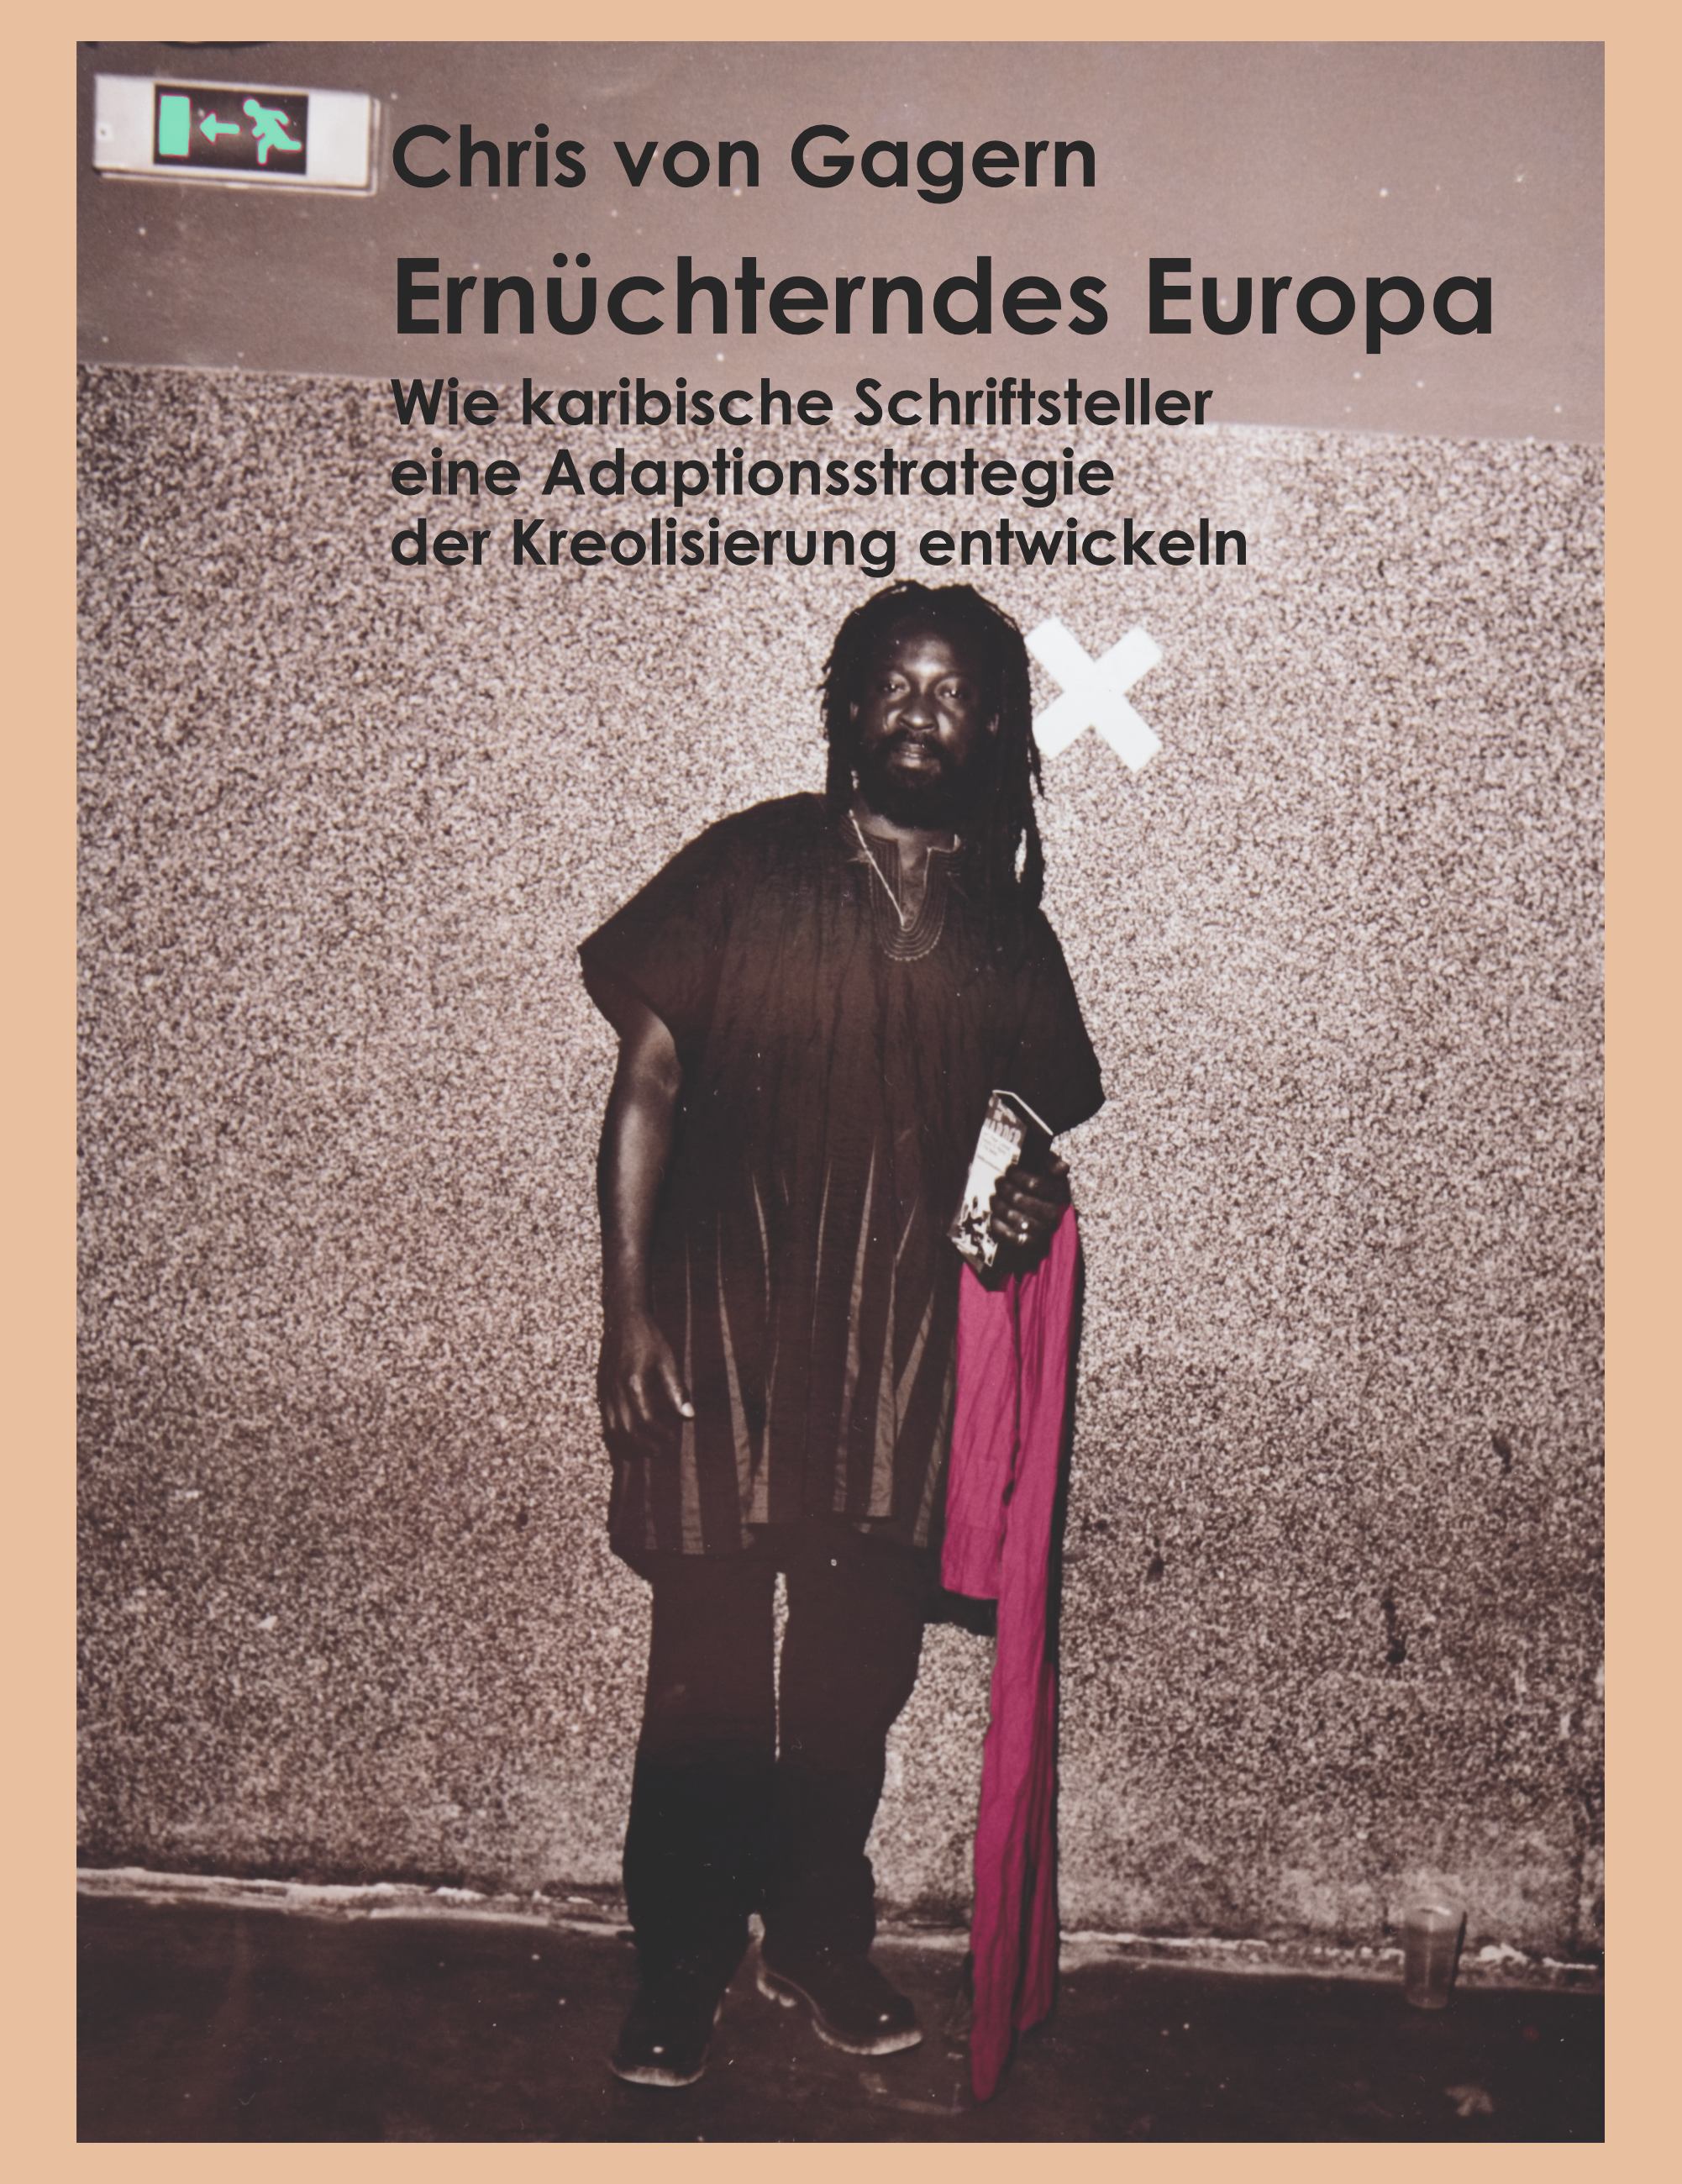 Chris von Gagern
Ernüchterndes Europa
Wie karibische Schriftsteller
eine Adaptionsstrategie
der Kreolisierung entwickeln